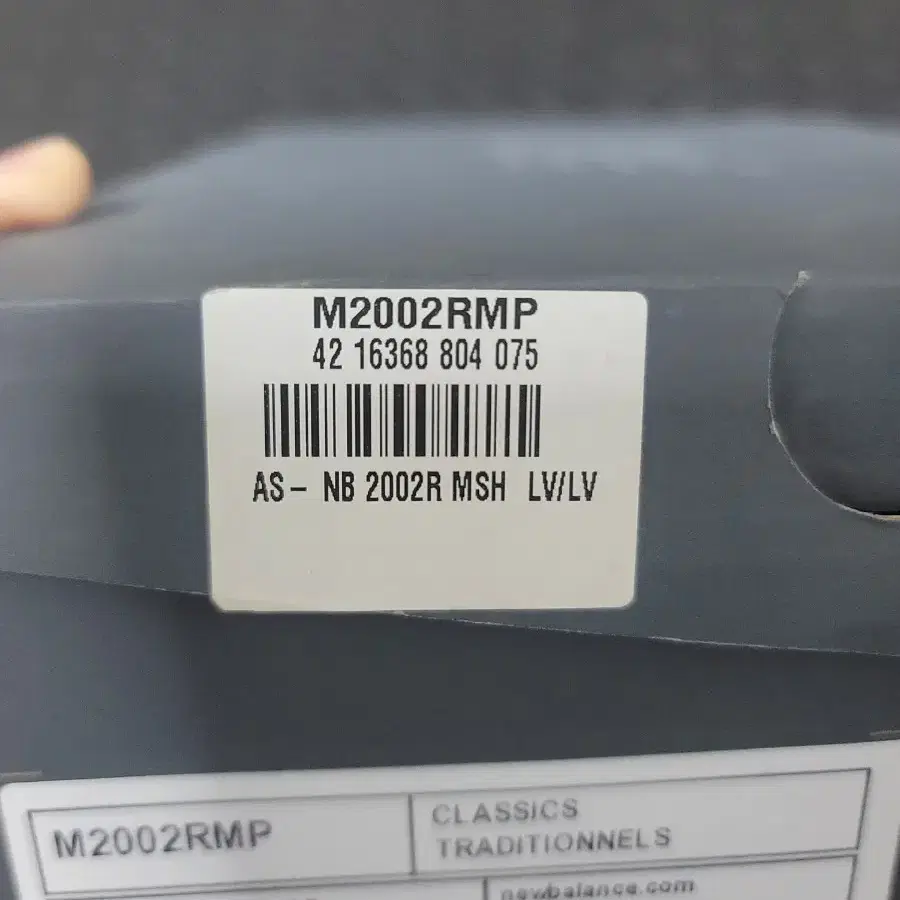 M2002RMP
42 16368 804 075
AS- NB 2002R MSH LV/LV
M2002RMP
CLASSICS
TRADITIONNELS
newbalance.com